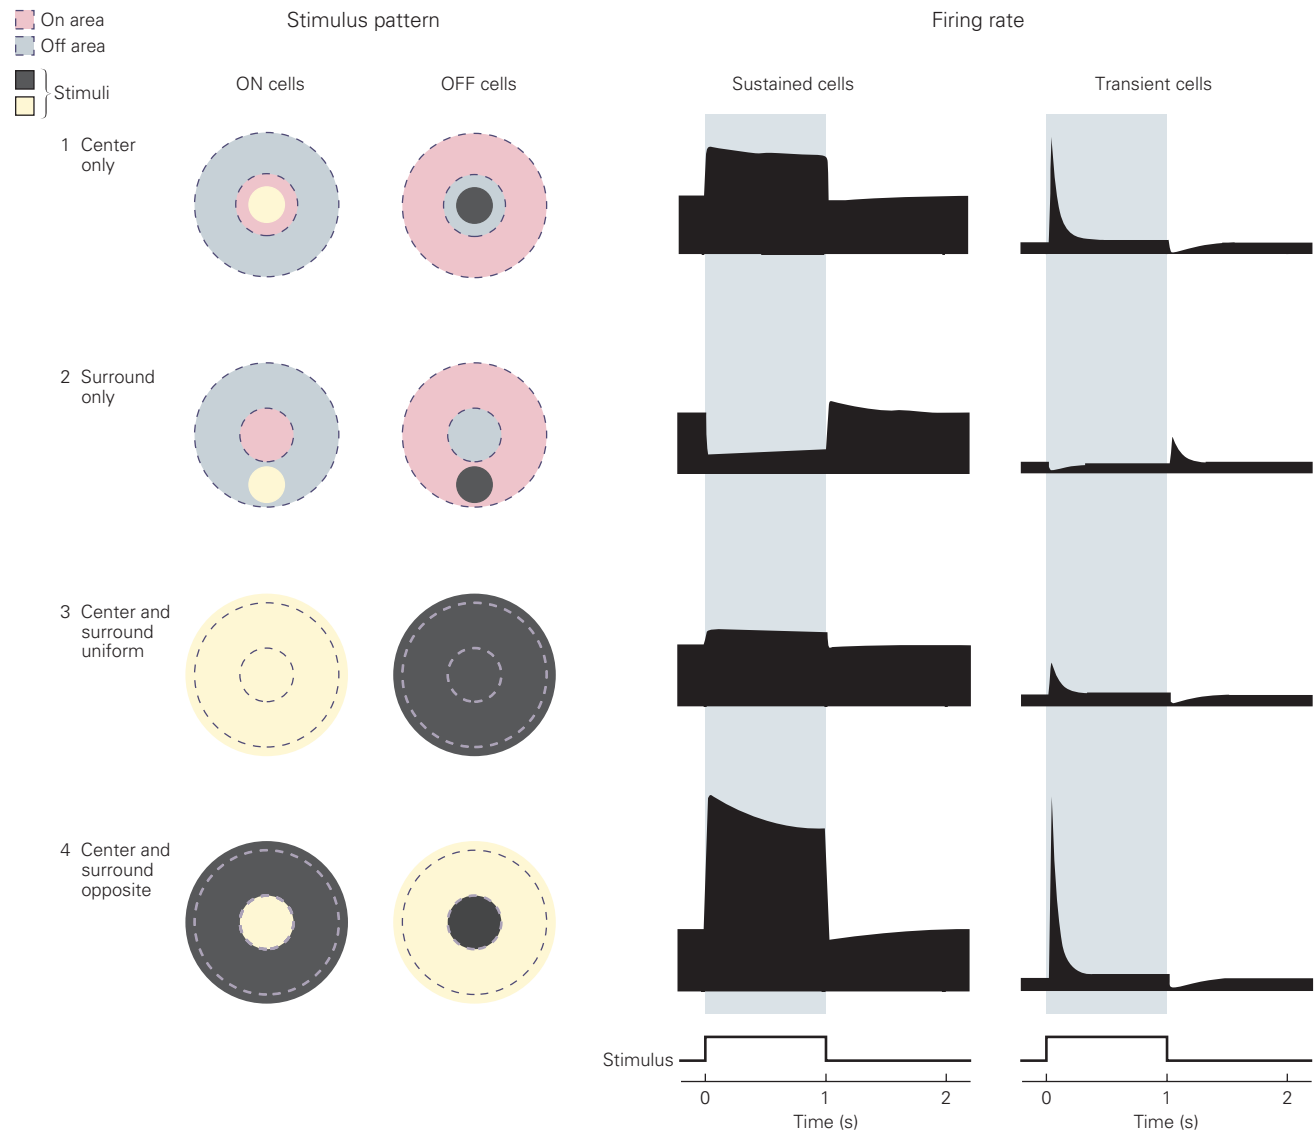 On area
Off area
Stimuli
Stimulus pattern
Firing rate
ON cells
OFF cells
Sustained cells
Transient cells
1 Center
only
2 Surround
only
3 Center and
surround
uniform
4 Center and
surround
opposite
Stimulus
0 1 2
Time (s)
0 1 2
Time (s)